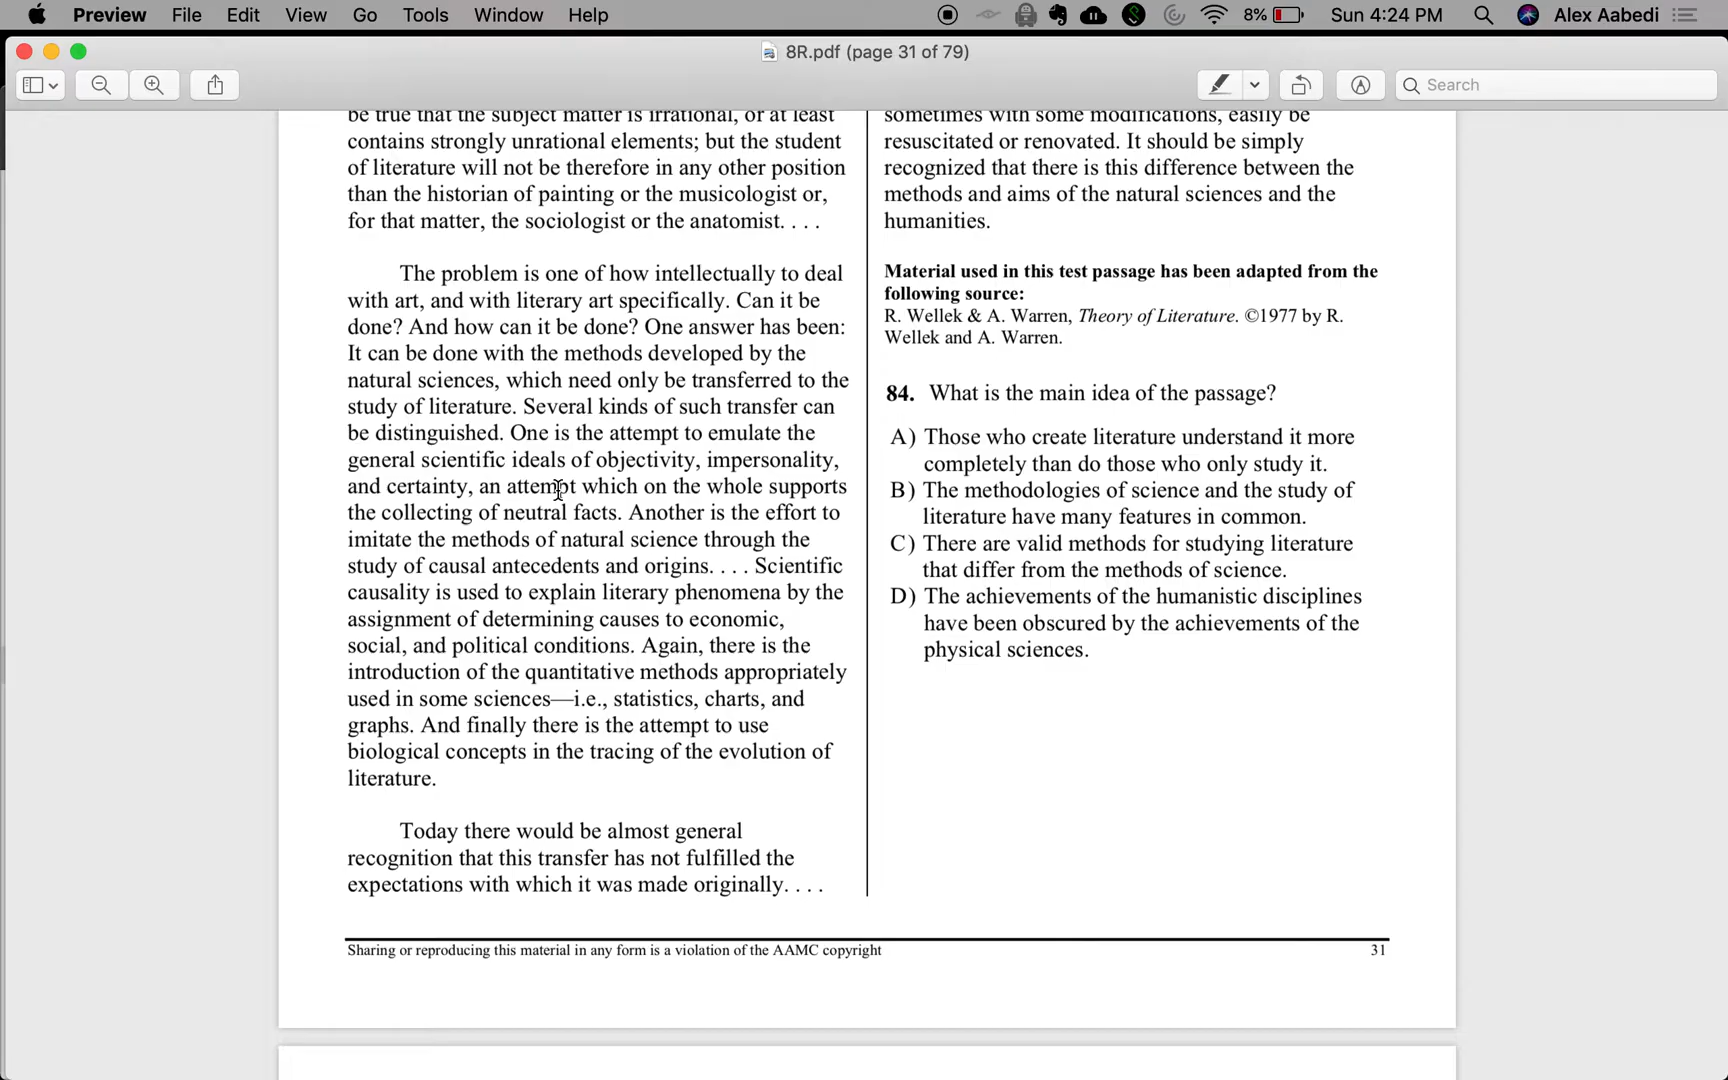 Preview File Edit View Go Tools Window Help 8% Sun 4:24 PM Alex Aabedi
8R.pdf (page 31 of 79)
Search
be true that the subject matter is irrational, or at least
contains strongly unrational elements; but the student
of literature will not be therefore in any other position
than the historian of painting or the musicologist or,
for that matter, the sociologist or the anatomist. . . .
The problem is one of how intellectually to deal
with art, and with literary art specifically. Can it be
done? And how can it be done? One answer has been:
It can be done with the methods developed by the
natural sciences, which need only be transferred to the
study of literature. Several kinds of such transfer can
be distinguished. One is the attempt to emulate the
general scientific ideals of objectivity, impersonality,
and certainty, an attempt which on the whole supports
the collecting of neutral facts. Another is the effort to
imitate the methods of natural science through the
study of causal antecedents and origins. . . . Scientific
causality is used to explain literary phenomena by the
assignment of determining causes to economic,
social, and political conditions. Again, there is the
introduction of the quantitative methods appropriately
used in some sciences—i.e., statistics, charts, and
graphs. And finally there is the attempt to use
biological concepts in the tracing of the evolution of
literature.
Today there would be almost general
recognition that this transfer has not fulfilled the
expectations with which it was made originally. . . .
sometimes with some modifications, easily be
resuscitated or renovated. It should be simply
recognized that there is this difference between the
methods and aims of the natural sciences and the
humanities.
Material used in this test passage has been adapted from the
following source:
R. Wellek & A. Warren, Theory of Literature. ©1977 by R.
Wellek and A. Warren.
84. What is the main idea of the passage?
A) Those who create literature understand it more
completely than do those who only study it.
B) The methodologies of science and the study of
literature have many features in common.
C) There are valid methods for studying literature
that differ from the methods of science.
D) The achievements of the humanistic disciplines
have been obscured by the achievements of the
physical sciences.
Sharing or reproducing this material in any form is a violation of the AAMC copyright
31